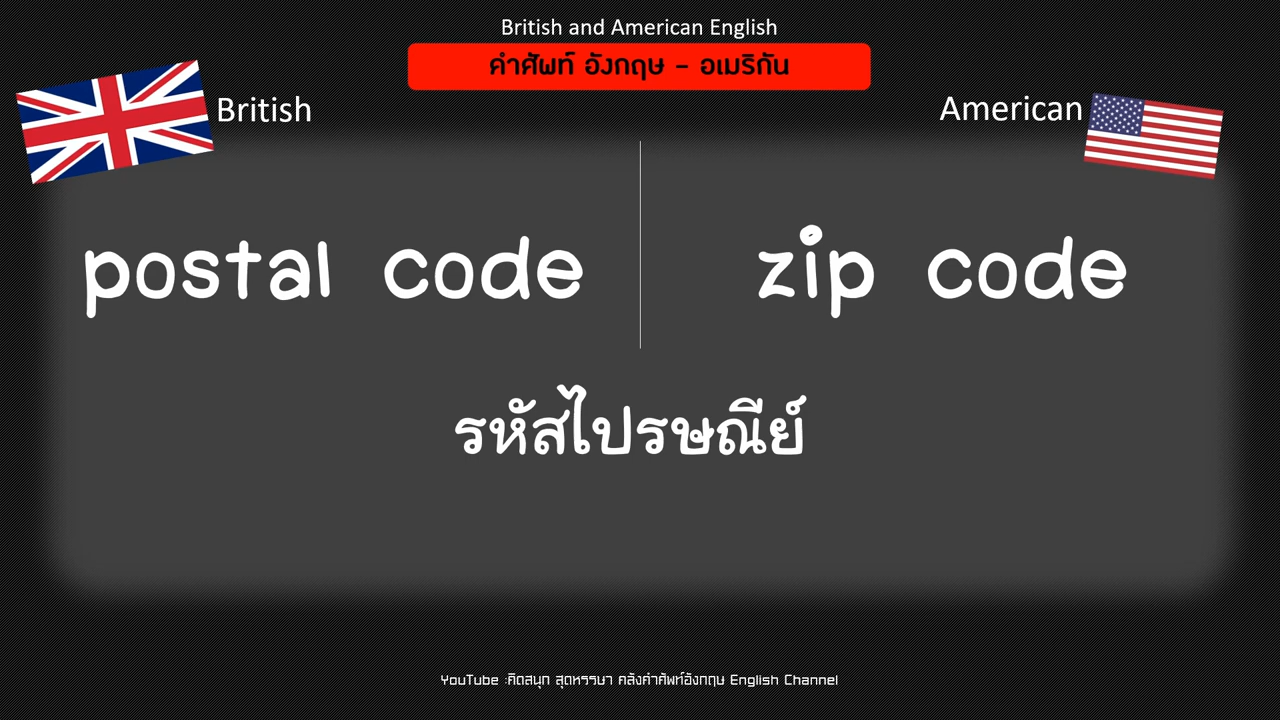 British and American English
คำศัพท์ อังกฤษ - อเมริกัน
British
American
postal code
zip code
รหัสไปรษณีย์
YouTube :คิดสนุก สุดหรรษา คลังคำศัพท์อังกฤษ English Channel